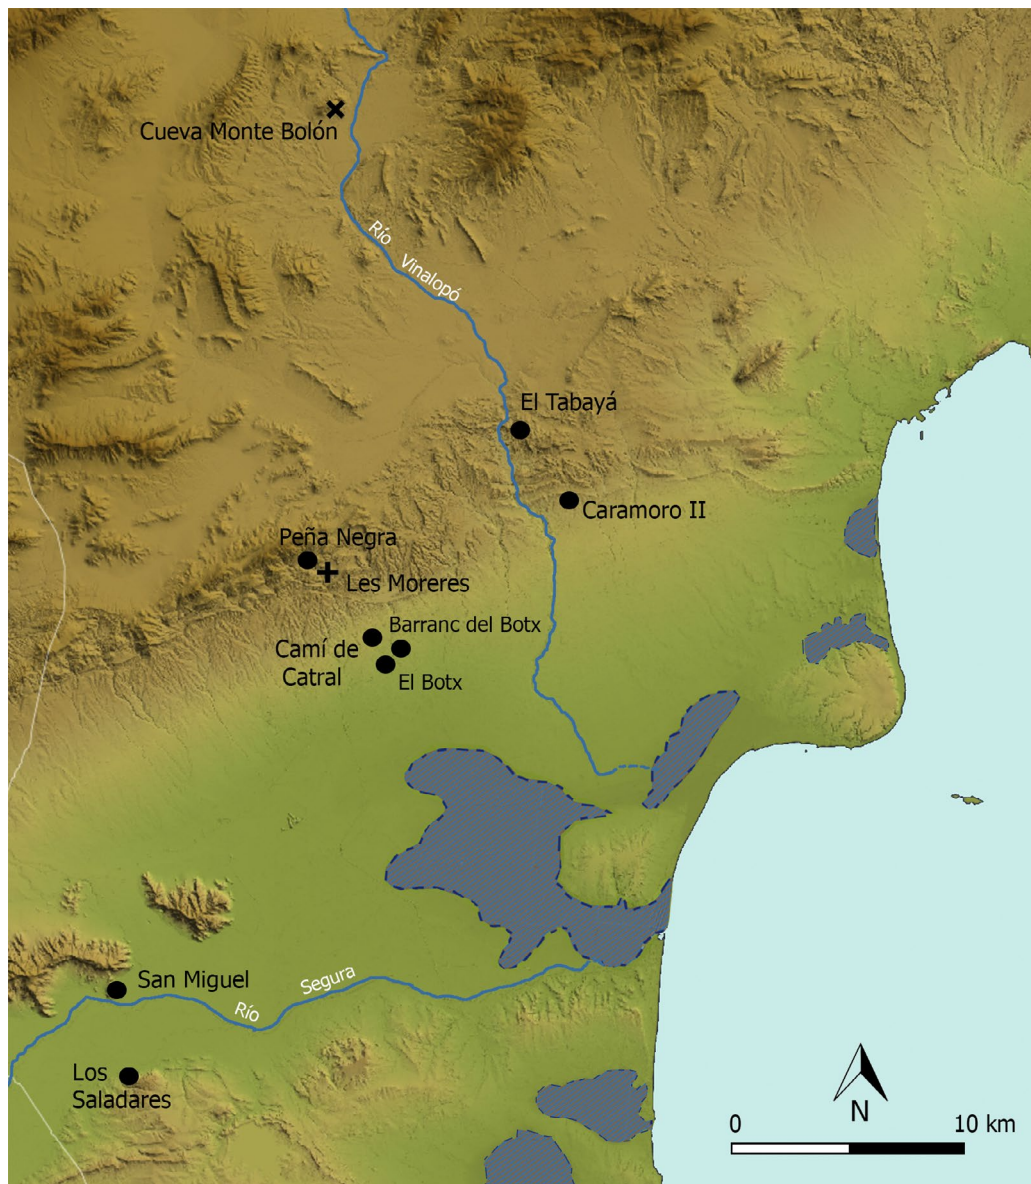 Cueva Monte Bolón
Río
Vinalopó
El Tabayá
Caramoro II
Peña Negra
Les Moreres
Barranc del Botx
Camí de
Catral
El Botx
San Miguel
Segura
Río
Los
Saladares
N
0 10 km